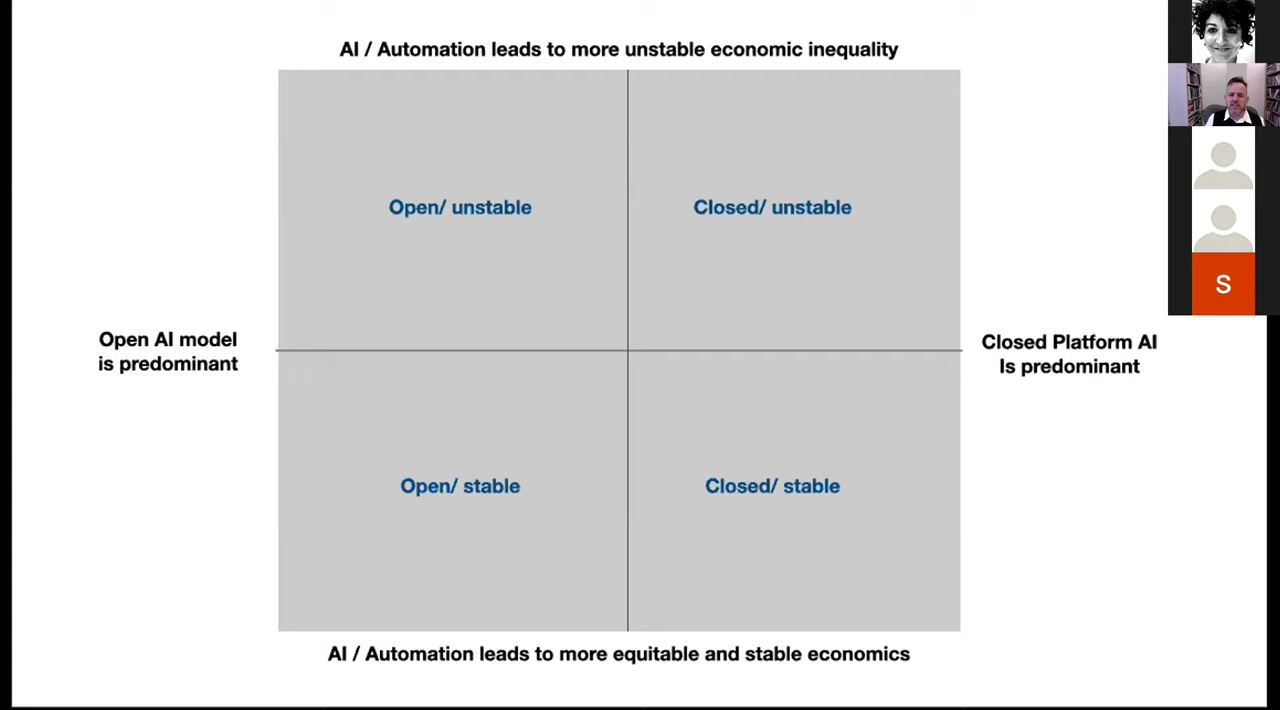 AI / Automation leads to more unstable economic inequality
Open/ unstable
Closed/ unstable
Open AI model
is predominant
Closed Platform AI
Is predominant
Open/ stable
Closed/ stable
AI / Automation leads to more equitable and stable economics
S